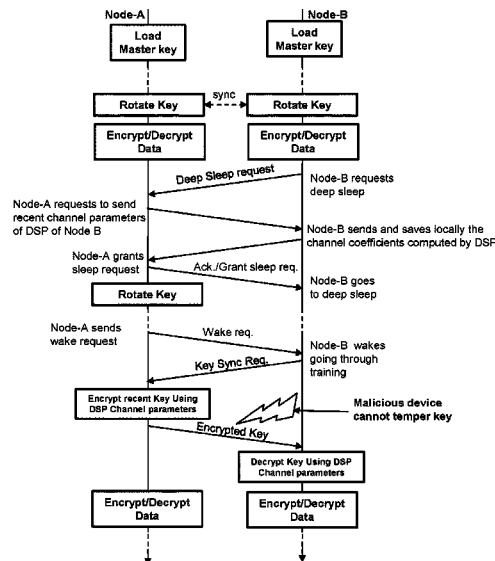 Node-A
Node-B
Load
Master key
Load
Master key
Rotate Key
sync
Rotate Key
Encrypt/Decrypt
Data
Encrypt/Decrypt
Data
Deep Sleep request
Node-B requests
deep sleep
Node-A requests to send
recent channel parameters
of DSP of Node B
Node-B sends and saves locally the
channel coefficients computed by DSP
Node-A grants
sleep request
Ack./Grant sleep req.
Node-B goes
to deep sleep
Rotate Key
Node-A sends
wake request
Wake req.
Node-B wakes
going through
training
Key Sync Req.
Encrypt recent Key Using
DSP Channel parameters
Malicious device
cannot temper key
Encrypted Key
Decrypt Key Using DSP
Channel parameters
Encrypt/Decrypt
Data
Encrypt/Decrypt
Data